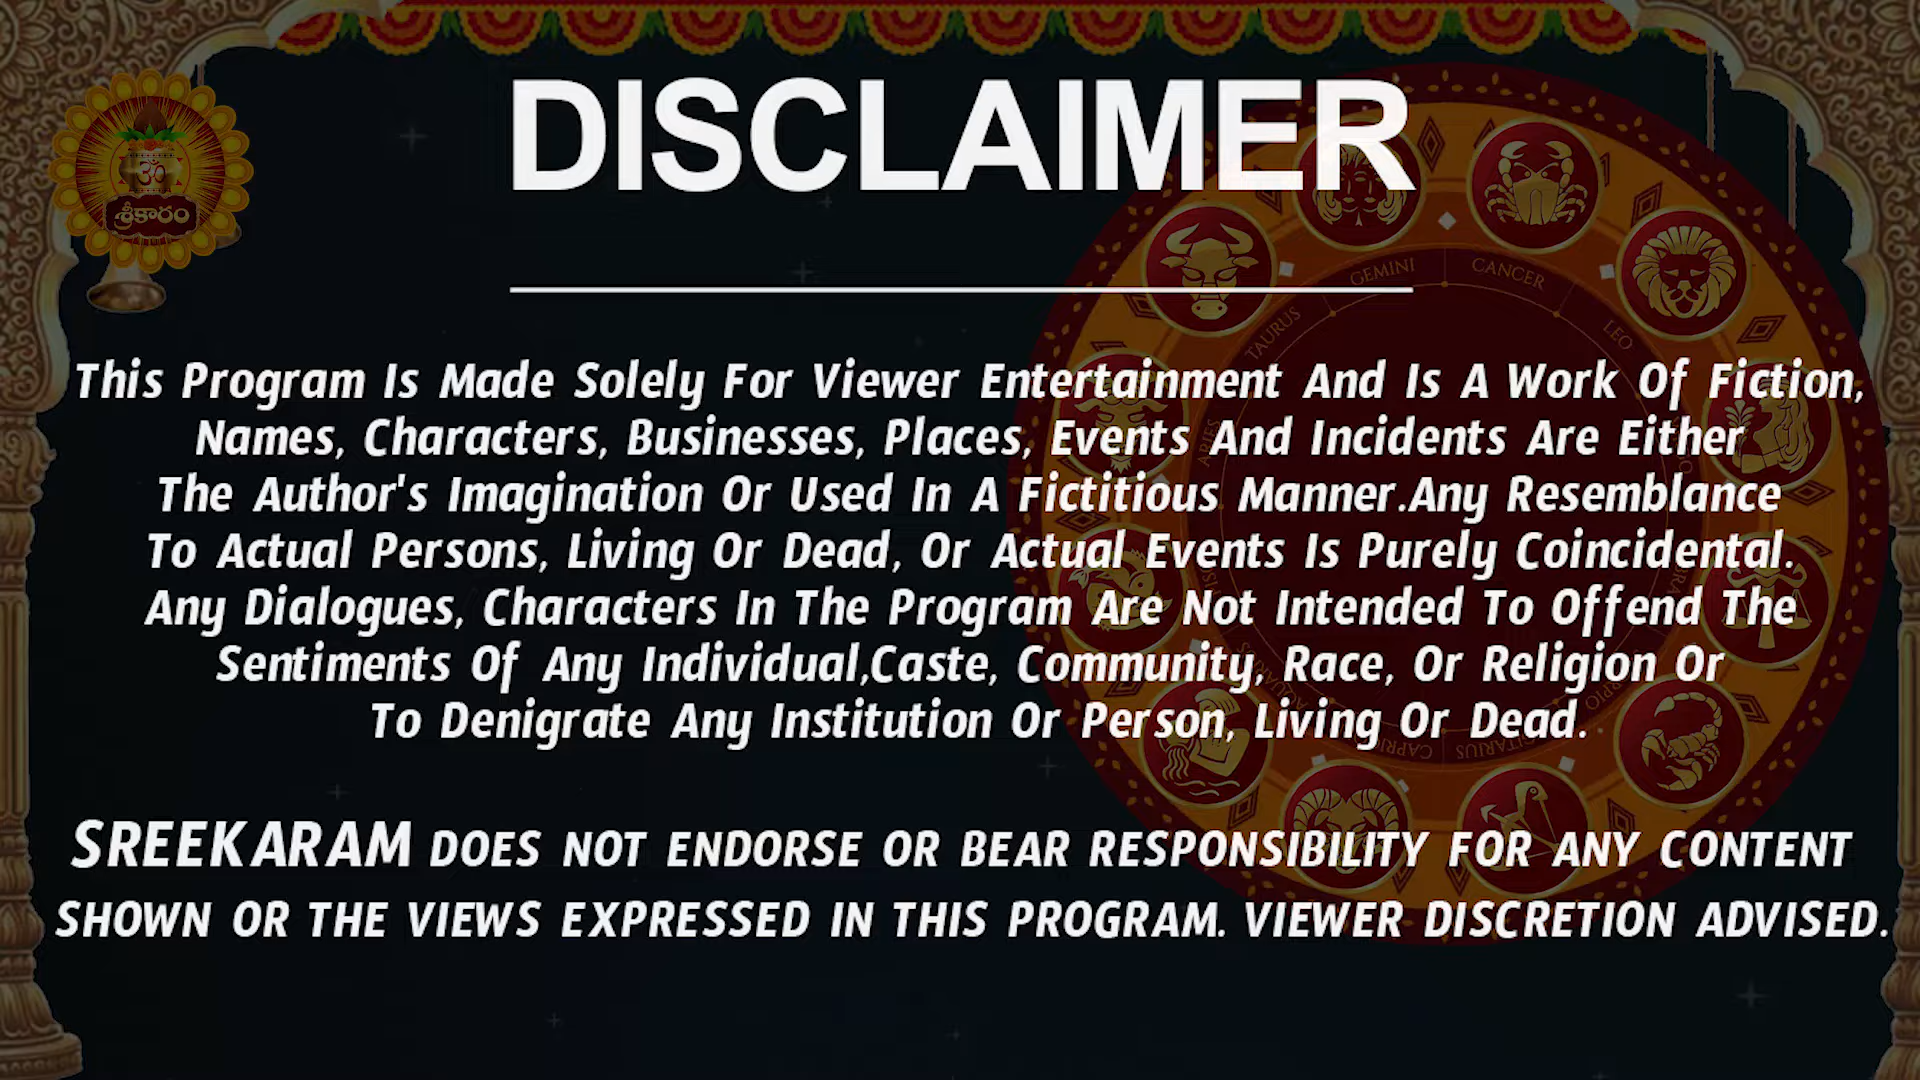 DISCLAIMER
ॐ
శ్రీకారం
GEMINI
CANCER
TAURUS
LEO
This Program Is Made Solely For Viewer Entertainment And Is A Work Of Fiction,
Names, Characters, Businesses, Places, Events And Incidents Are Either
The Author's Imagination Or Used In A Fictitious Manner.Any Resemblance
To Actual Persons, Living Or Dead, Or Actual Events Is Purely Coincidental.
Any Dialogues, Characters In The Program Are Not Intended To Offend The
Sentiments Of Any Individual,Caste, Community, Race, Or Religion Or
To Denigrate Any Institution Or Person, Living Or Dead.
SREEKARAM DOES NOT ENDORSE OR BEAR RESPONSIBILITY FOR ANY CONTENT
SHOWN OR THE VIEWS EXPRESSED IN THIS PROGRAM. VIEWER DISCRETION ADVISED.